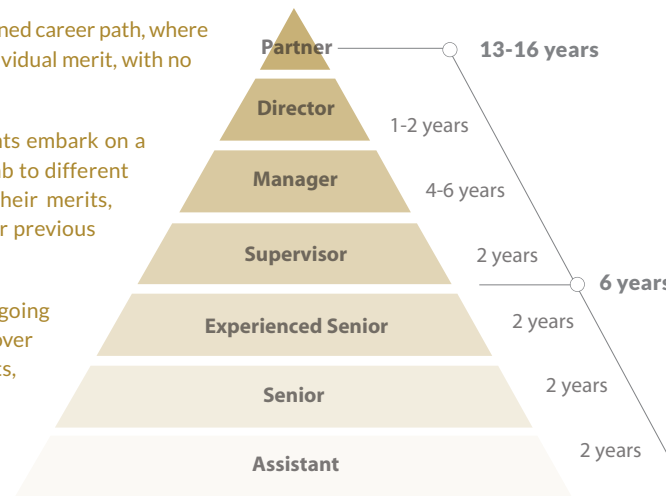 ned career path, where
vidual merit, with no
nts embark on a
b to different
heir merits,
r previous
going
over
ts,
Partner
13-16 years
Director
1-2 years
Manager
4-6 years
Supervisor
2 years
6 years
Experienced Senior
2 years
Senior
2 years
Assistant
2 years